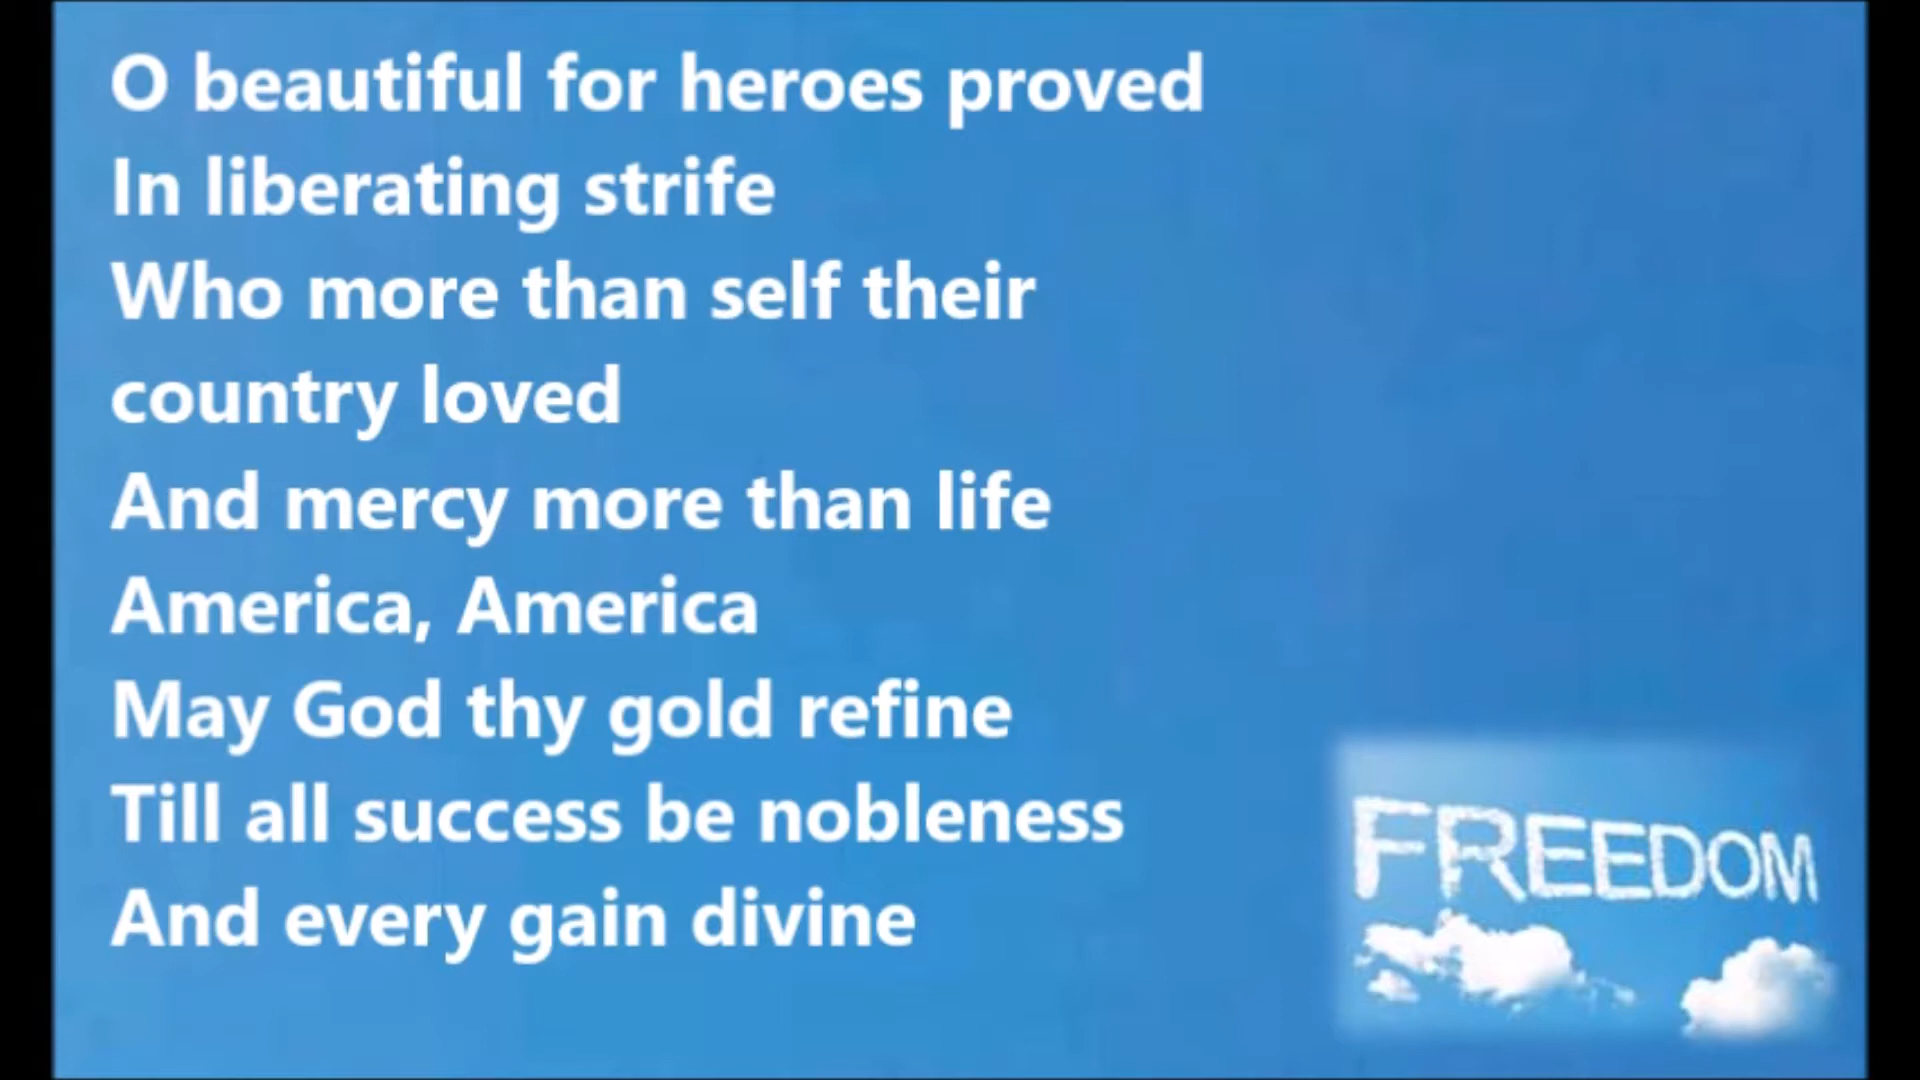 O beautiful for heroes proved
In liberating strife
Who more than self their
country loved
And mercy more than life
America, America
May God thy gold refine
Till all success be nobleness
And every gain divine
FREEDOM